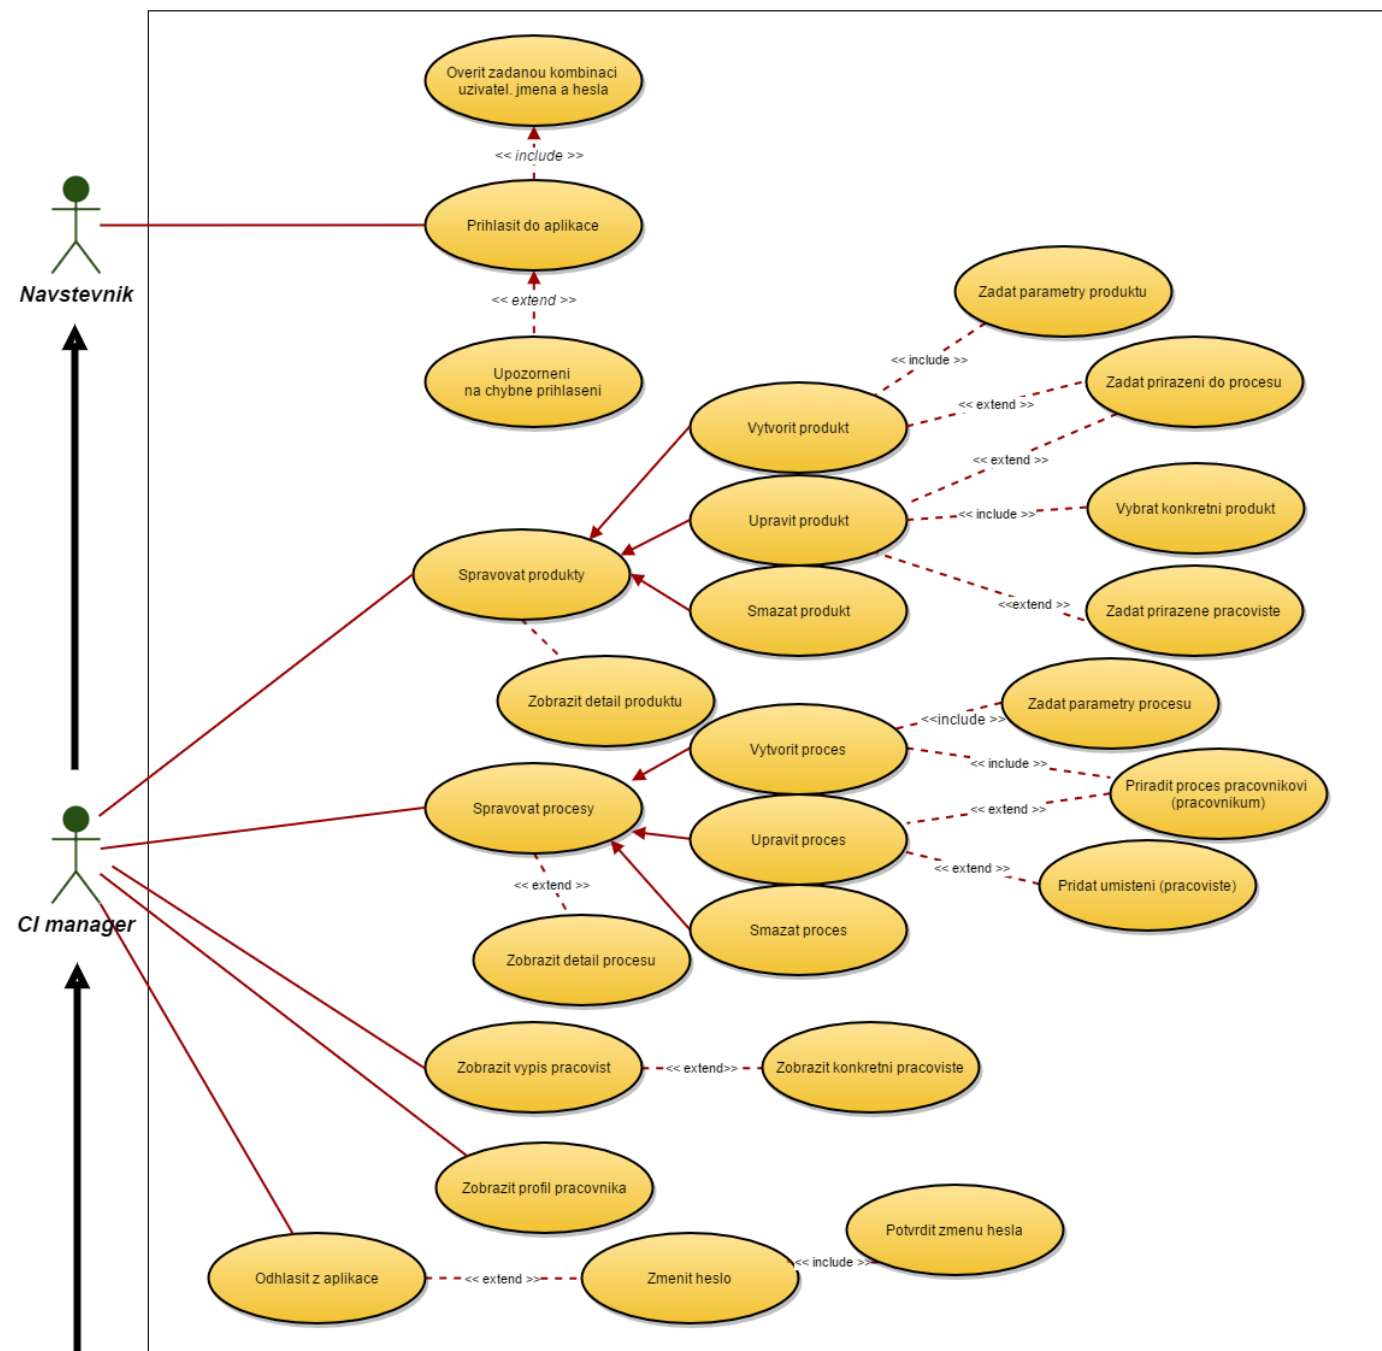 Overit zadanou kombinaci
uzivatel. jmena a hesla
<< include >>
Prihlasit do aplikace
Navstevnik
<< extend >>
Zadat parametry produktu
Upozorneni
na chybne prihlaseni
<< include >>
Zadat prirazeni do procesu
<< extend >>
Vytvorit produkt
<< extend >>
Vybrat konkretni produkt
<< include >>
Upravit produkt
Spravovat produkty
<<extend >>
Smazat produkt
Zadat prirazene pracoviste
Zobrazit detail produktu
Zadat parametry procesu
<<include >>
Vytvorit proces
<< include >>
Priradit proces pracovnikovi
(pracovnikum)
Spravovat procesy
<< extend >>
Upravit proces
<< extend >>
Pridat umisteni (pracoviste)
<< extend >>
CI manager
Smazat proces
Zobrazit detail procesu
Zobrazit vypis pracovist
<< extend>>
Zobrazit konkretni pracoviste
Zobrazit profil pracovnika
Potvrdit zmenu hesla
<< include >>
Odhlasit z aplikace
<< extend >>
Zmenit heslo